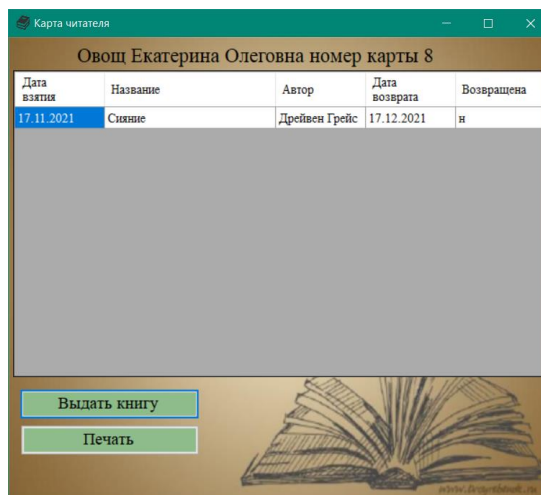 Карта читателя
Овощ Екатерина Олеговна номер карты 8
Дата взятия Название Автор Дата возврата Возвращена
17.11.2021 Сияние Дрейвен Грейс 17.12.2021 н
Выдать книгу
Печать